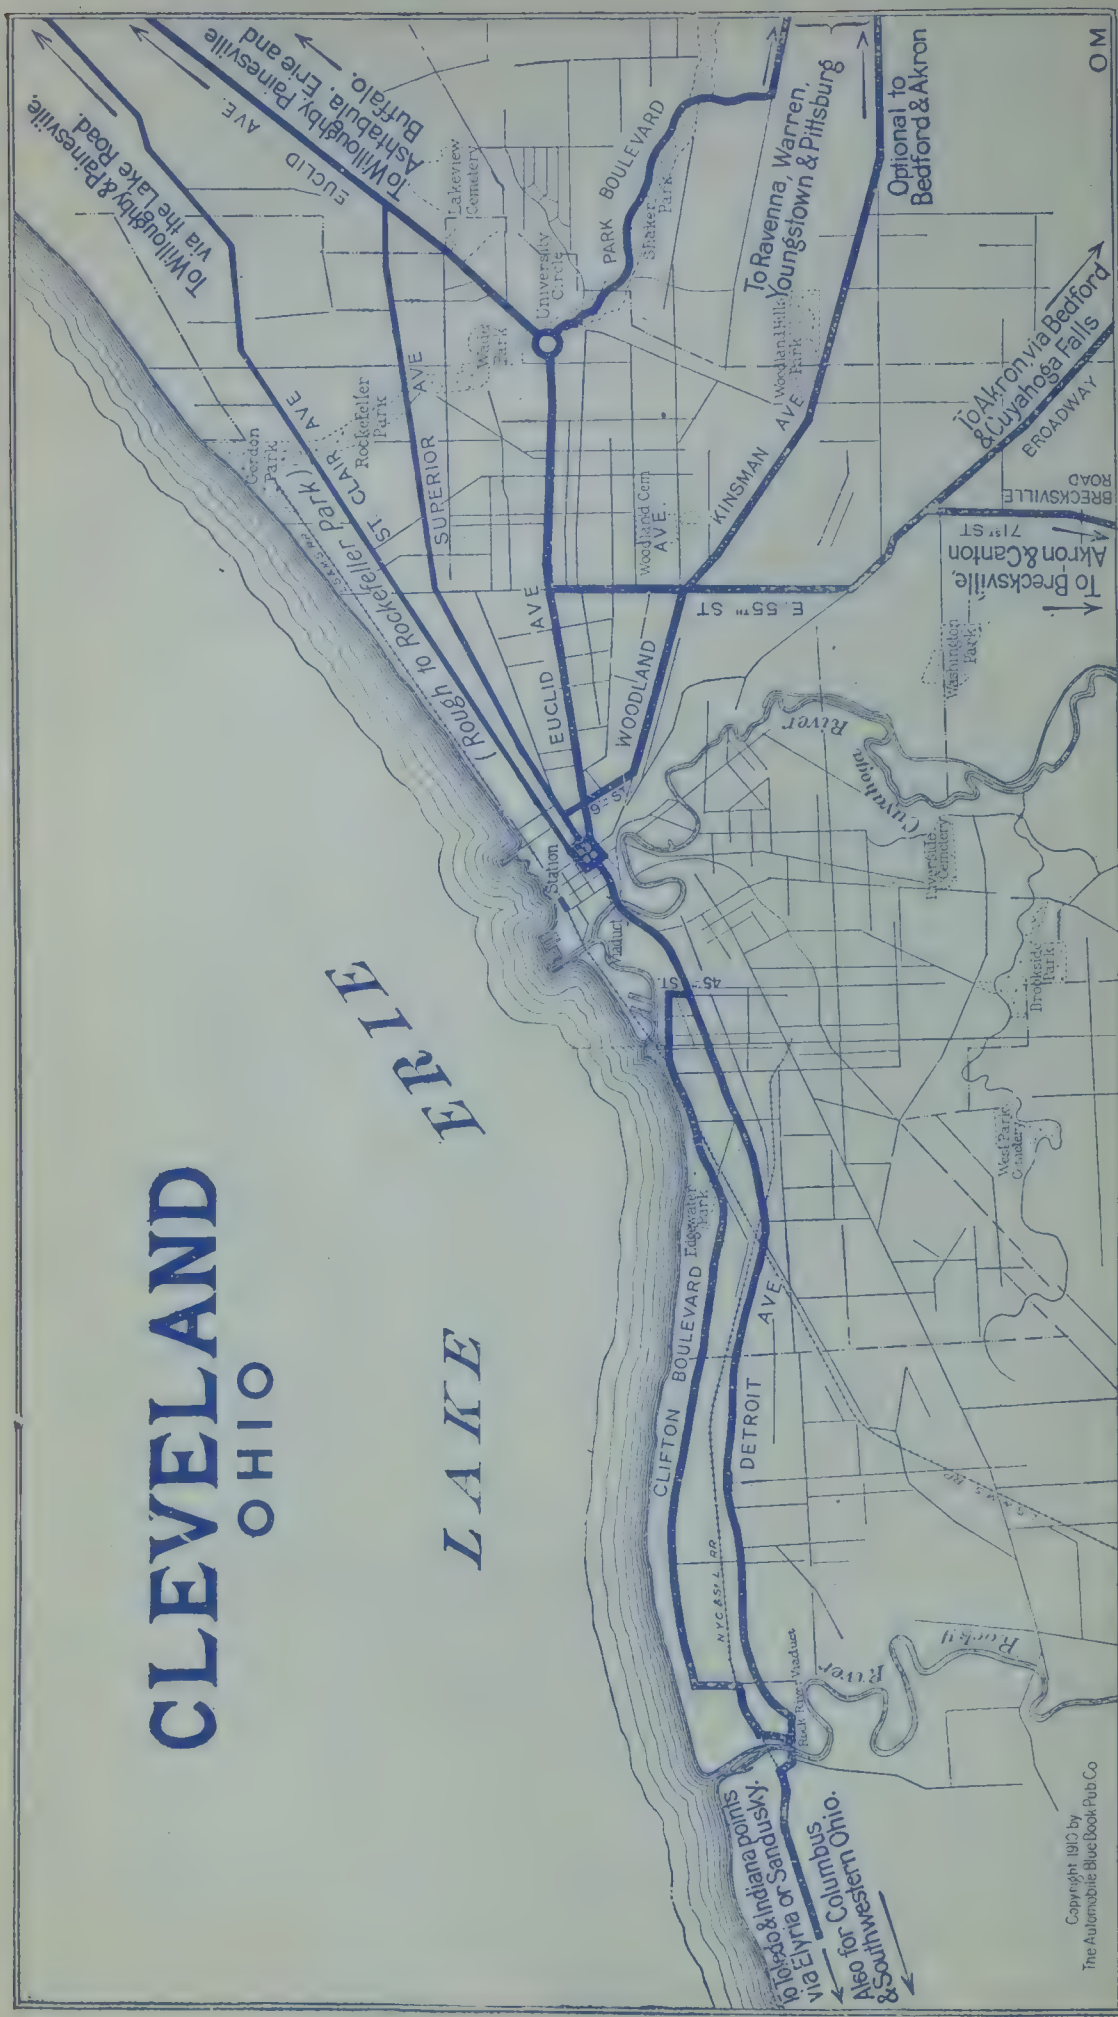 CLEVELAND
OHIO
LAKE ERIE
To Willoughby & Painesville,
via the Lake Road.
To Willoughby, Painesville
Ashtabula, Erie and
Buffalo.
EUCLID AVE.
Lakeview
Cemetery
University
Circle
PARK BOULEVARD
Shaker
Park
To Ravenna, Warren,
Youngstown & Pittsburg
Optional to
Bedford & Akron
O M
Gordon
Park
ST. CLAIR AVE
Rockefeller
Park
SUPERIOR AVE
Wade
Park
(Rough to Rockefeller Park)
Woodland Hills
Park
KINSMAN AVE
To Akron, via Bedford
& Cuyahoga Falls
BROADWAY
BRECKSVILLE
ROAD
71ST ST
To Brecksville,
Akron & Canton
EUCLID AVE
Woodland Cem
WOODLAND AVE.
E. 55TH ST
Washington
Park
Cuyahoga River
Riverside
Cemetery
Station
Viaduct
45TH ST.
Brookside
Park
West Park
Cemetery
Edgewater
Park
CLIFTON BOULEVARD
DETROIT AVE
N.Y.C. & ST. L. RR
Rocky River
River Viaduct
To Toledo & Indiana points
via Elyria or Sandusky.
Also for Columbus
& Southwestern Ohio.
Copyright 1910 by
The Automobile Blue Book Pub. Co